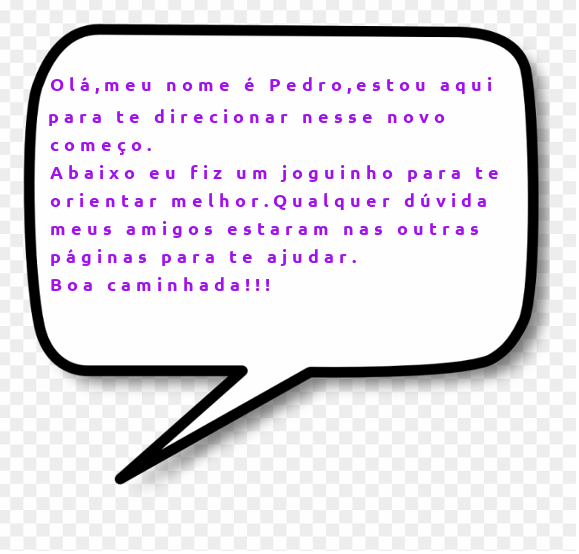 Olá,meu nome é Pedro,estou aqui
para te direcionar nesse novo
começo.
Abaixo eu fiz um joguinho para te
orientar melhor.Qualquer dúvida
meus amigos estaram nas outras
páginas para te ajudar.
Boa caminhada!!!